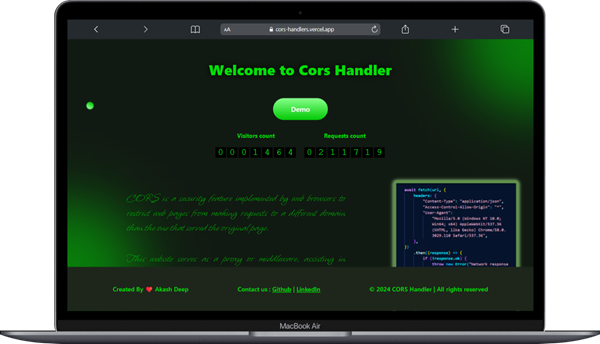 AA
cors-handlers.vercel.app
Welcome to Cors Handler
Demo
Visitors count
Requests count
0 0 0 1 4 6 4
0 2 1 1 7 1 9
CORS is a security feature implemented by web browsers to
restrict web pages from making requests to a different domain
than the one that served the original page.
This website serves as a proxy or middleware, assisting in
await fetch(url, {
headers: {
"Content-Type": "application/json",
"Access-Control-Allow-Origin": "*",
"User-Agent":
"Mozilla/5.0 (Windows NT 10.0;
Win64; x64) AppleWebKit/537.36
(KHTML, like Gecko) Chrome/58.0.
3029.110 Safari/537.36",
},
})
.then((response) => {
if (!response.ok) {
throw new Error("Network response
Created By ❤️ Akash Deep
Contact us : Github | LinkedIn
© 2024 CORS Handler | All rights reserved
MacBook Air